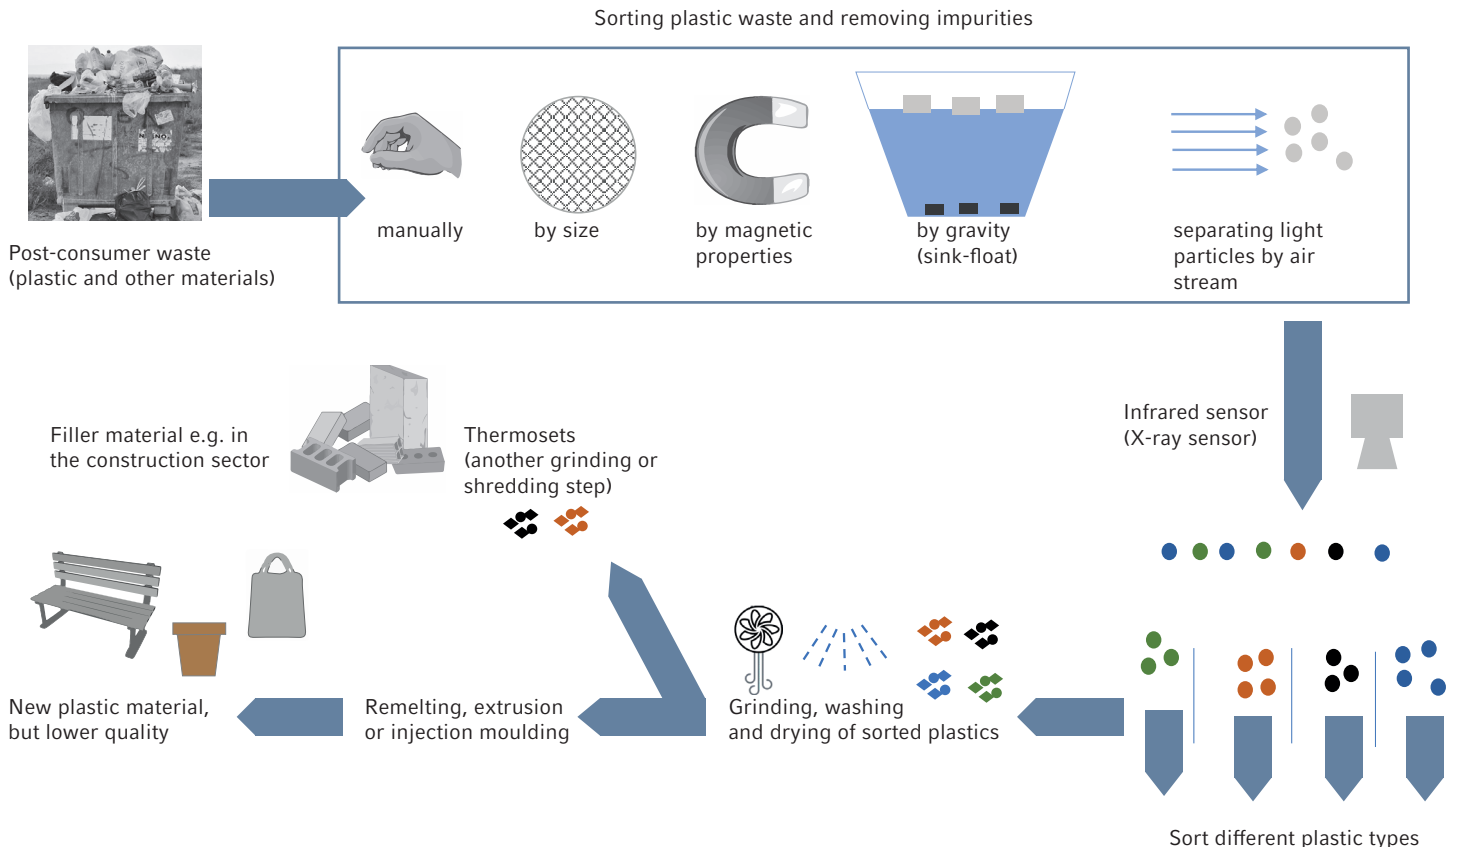 Sorting plastic waste and removing impurities
manually
by size
by magnetic
properties
by gravity
(sink-float)
separating light
particles by air
stream
Post-consumer waste
(plastic and other materials)
Infrared sensor
(X-ray sensor)
Filler material e.g. in
the construction sector
Thermosets
(another grinding or
shredding step)
New plastic material,
but lower quality
Remelting, extrusion
or injection moulding
Grinding, washing
and drying of sorted plastics
Sort different plastic types